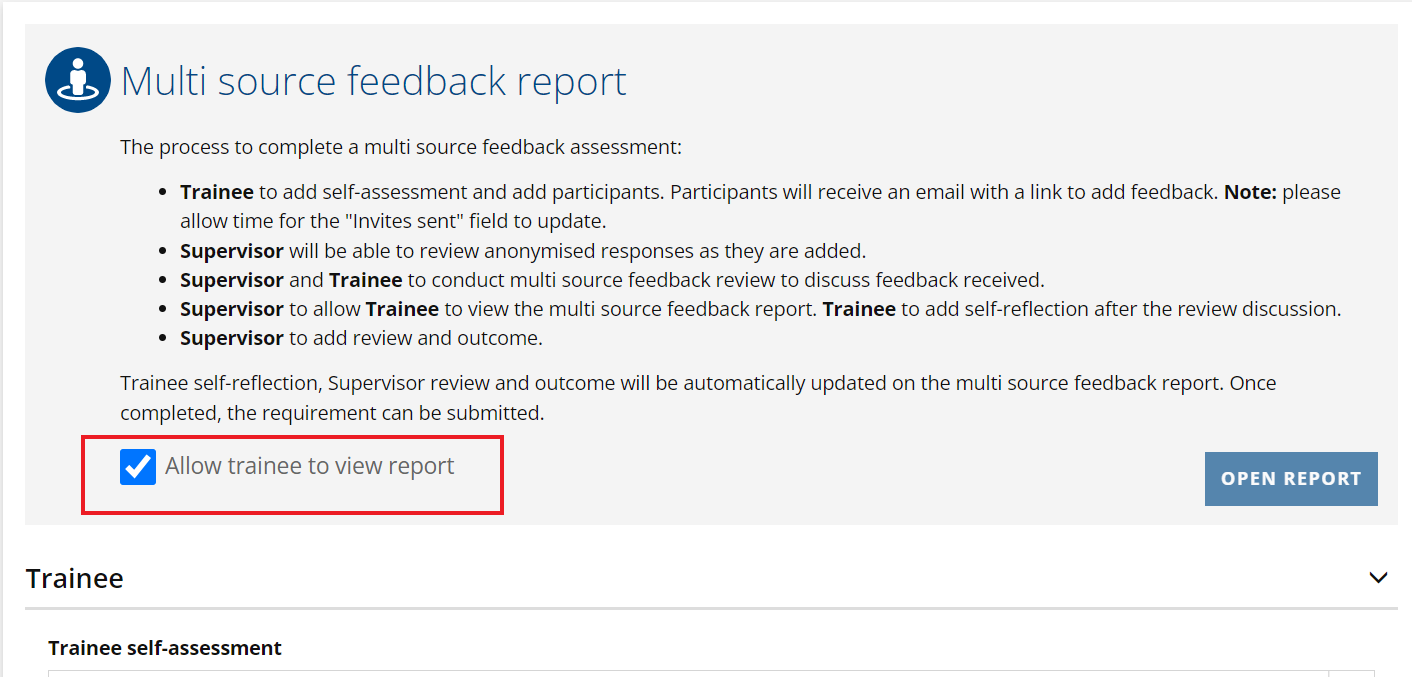 Multi source feedback report
The process to complete a multi source feedback assessment:
Trainee to add self-assessment and add participants. Participants will receive an email with a link to add feedback. Note: please
allow time for the "Invites sent" field to update.
Supervisor will be able to review anonymised responses as they are added.
Supervisor and Trainee to conduct multi source feedback review to discuss feedback received.
Supervisor to allow Trainee to view the multi source feedback report. Trainee to add self-reflection after the review discussion.
Supervisor to add review and outcome.
Trainee self-reflection, Supervisor review and outcome will be automatically updated on the multi source feedback report. Once
completed, the requirement can be submitted.
Allow trainee to view report
OPEN REPORT
Trainee
Trainee self-assessment